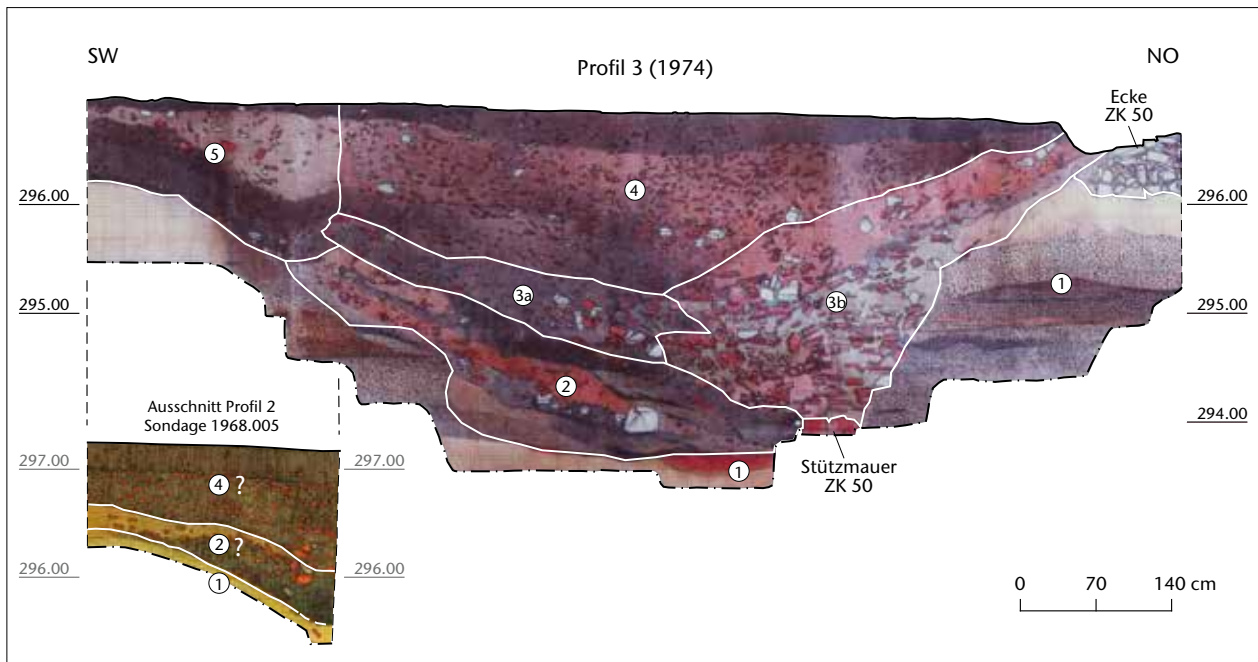 SW
Profil 3 (1974)
NO
Ecke
ZK 50
5
4
296.00
296.00
3a
3b
1
295.00
295.00
2
294.00
Ausschnitt Profil 2
Sondage 1968.005
Stützmauer
ZK 50
1
297.00
297.00
4 ?
2 ?
1
296.00
296.00
0 70 140 cm